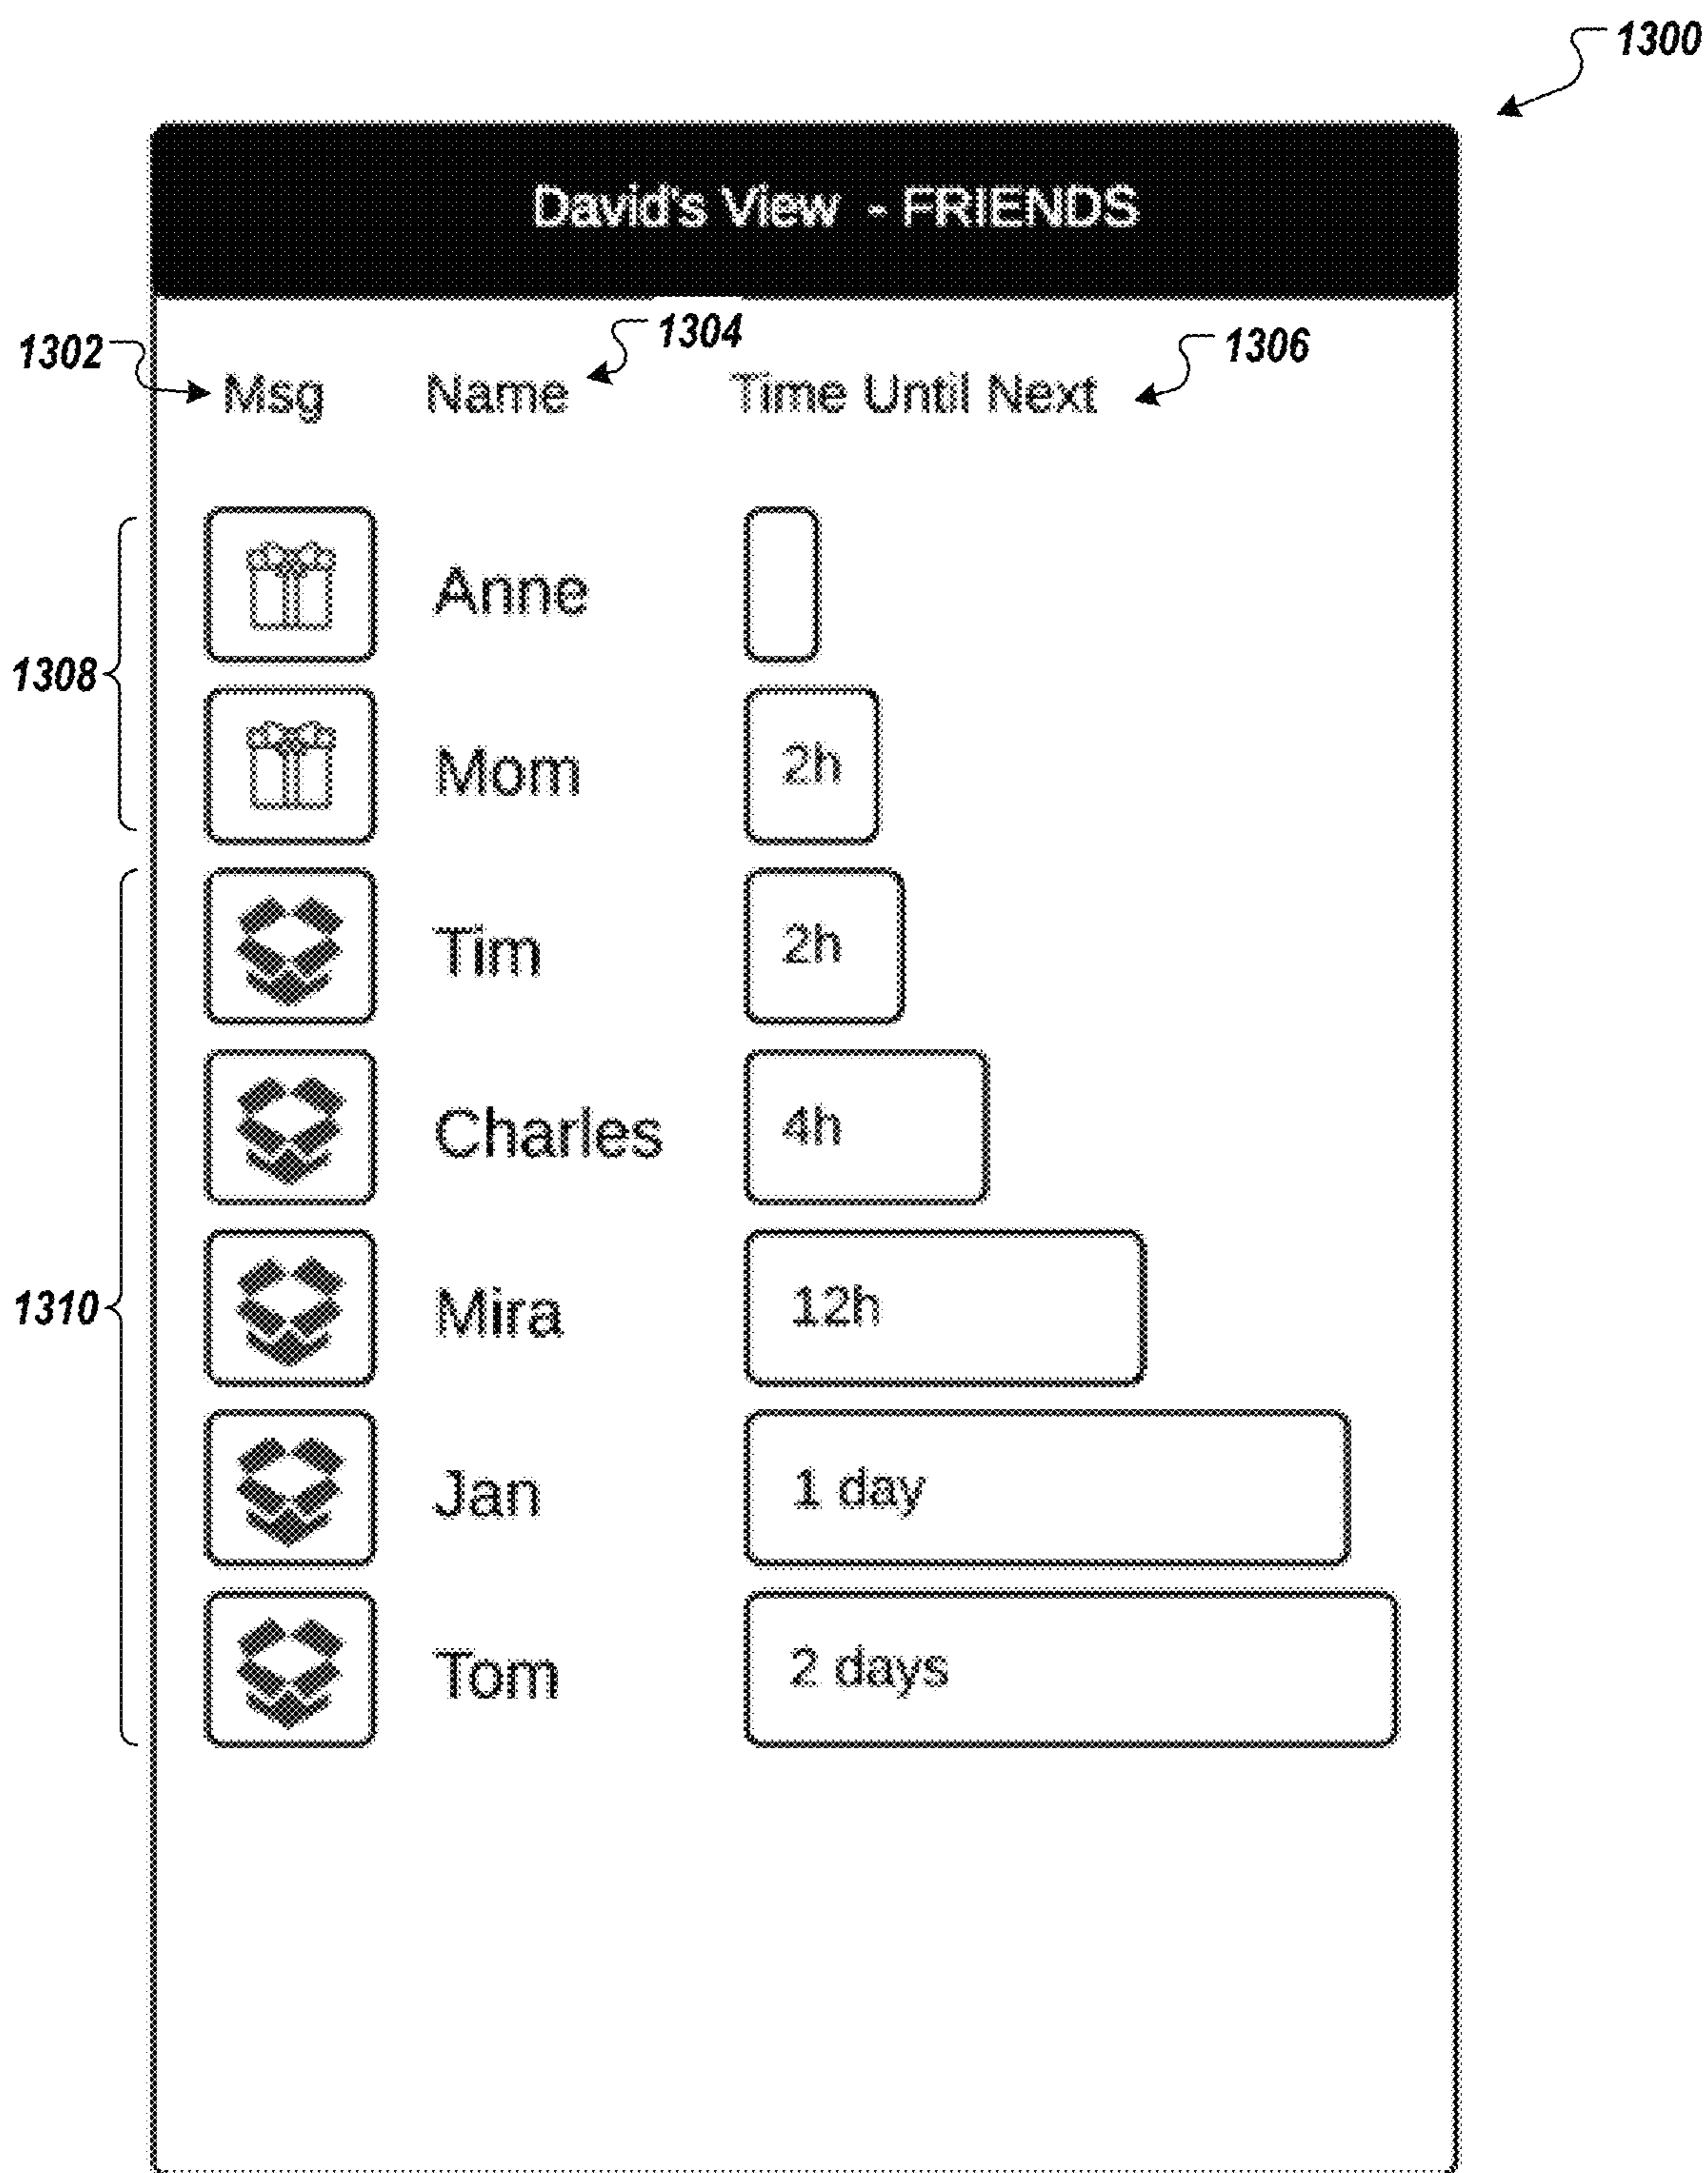 1300
David's View - FRIENDS
1302 Msg Name 1304 Time Until Next 1306
1308
Anne
Mom 2h
1310
Tim 2h
Charles 4h
Mira 12h
Jan 1 day
Tom 2 days